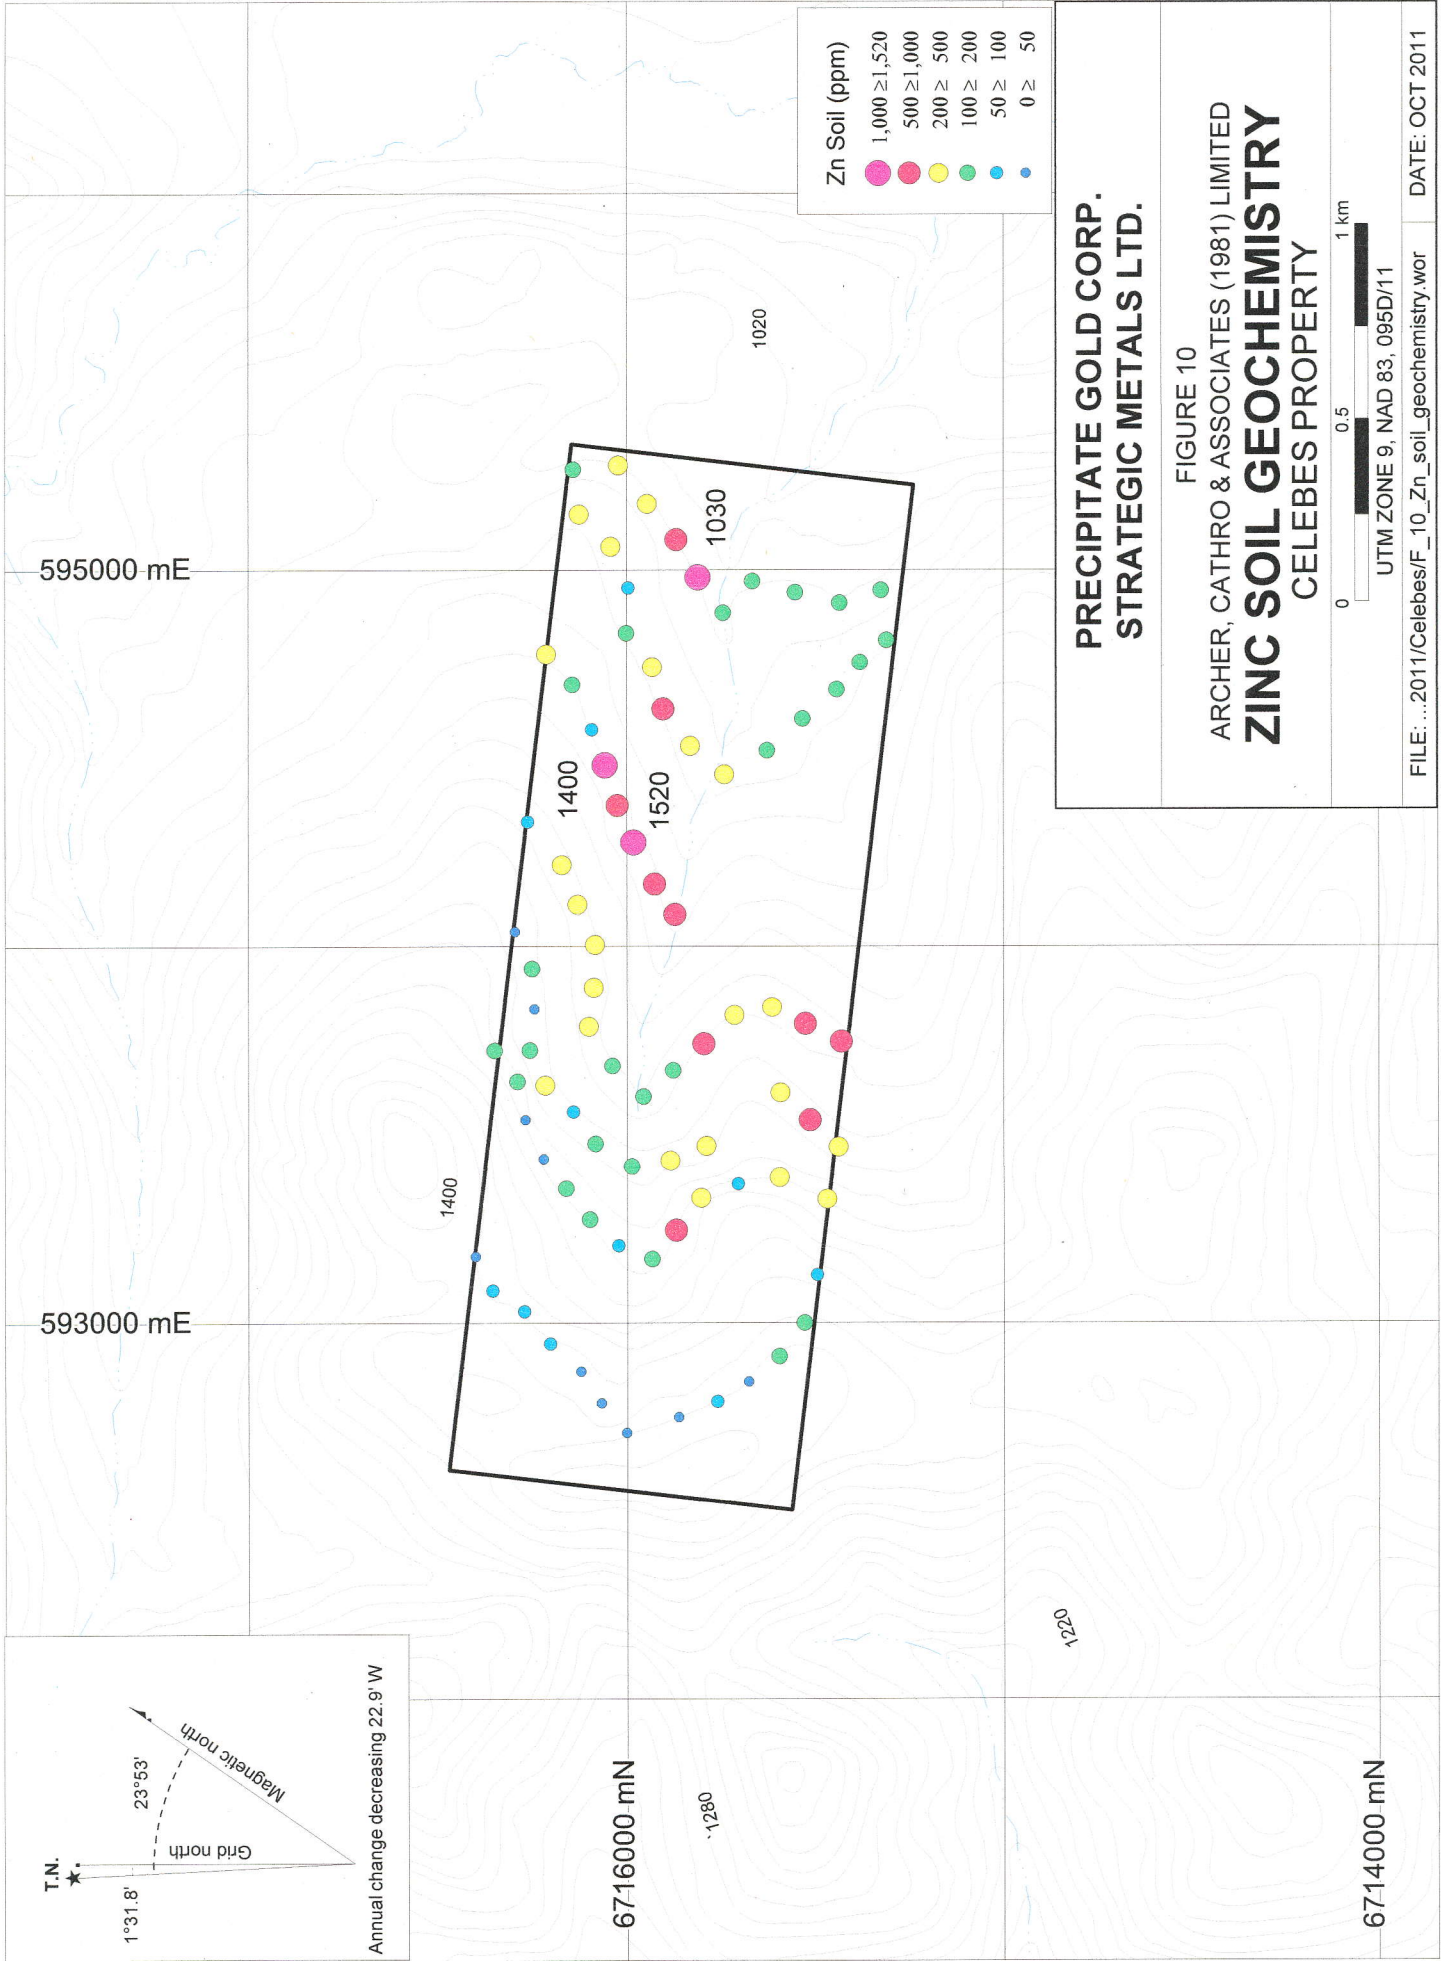 T.N.
1°31.8'
23°53'
Grid north
Magnetic north
Annual change decreasing 22.9' W
593000 mE
595000 mE
6716000 mN
6714000 mN
1400
1280
1220
1020
1400
1520
1030
Zn Soil (ppm)
1,000 ≥1,520
500 ≥1,000
200 ≥ 500
100 ≥ 200
50 ≥ 100
0 ≥ 50
PRECIPITATE GOLD CORP.
STRATEGIC METALS LTD.
FIGURE 10
ARCHER, CATHRO & ASSOCIATES (1981) LIMITED
ZINC SOIL GEOCHEMISTRY
CELEBES PROPERTY
0 0.5 1 km
UTM ZONE 9, NAD 83, 095D/11
FILE: ...2011/Celebes/F_10_Zn_soil_geochemistry.wor
DATE: OCT 2011